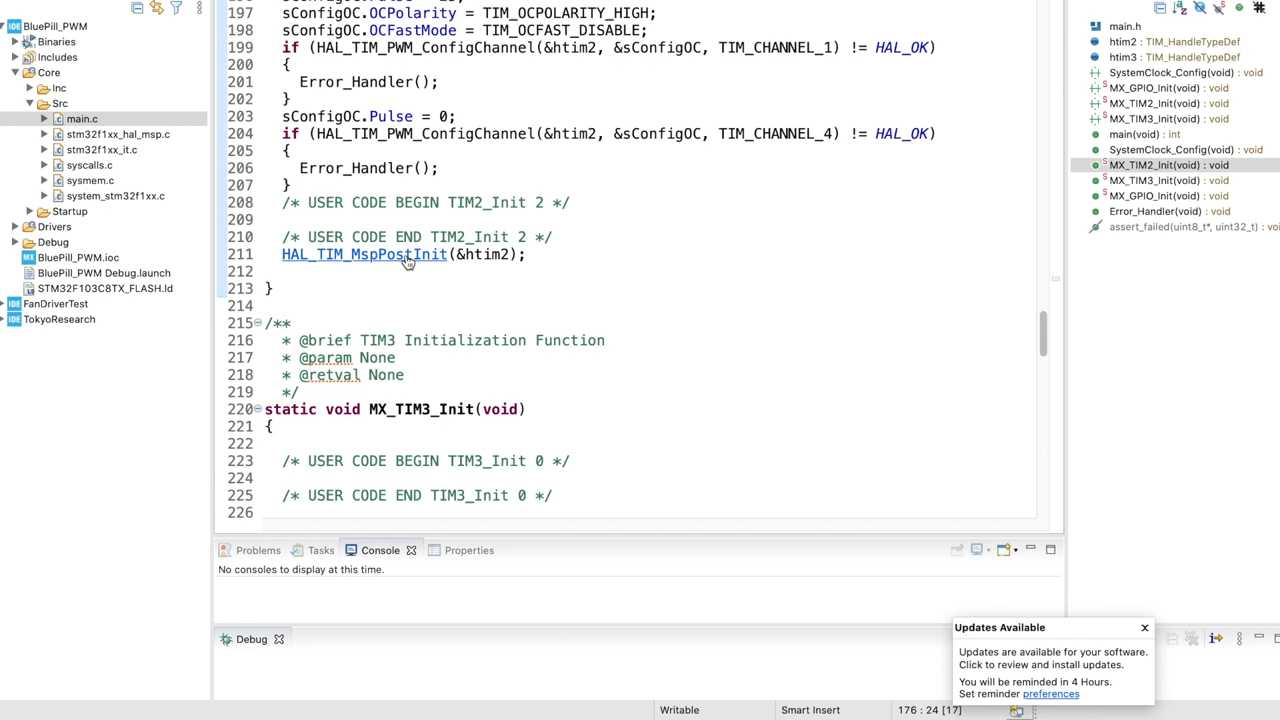 BluePill_PWM
Binaries
Includes
Core
Inc
Src
main.c
stm32f1xx_hal_msp.c
stm32f1xx_it.c
syscalls.c
sysmem.c
system_stm32f1xx.c
Startup
Drivers
Debug
BluePill_PWM.ioc
BluePill_PWM Debug.launch
STM32F103C8TX_FLASH.ld
IDE FanDriverTest
IDE TokyoResearch
197 sConfigOC.OCPolarity = TIM_OCPOLARITY_HIGH;
198 sConfigOC.OCFastMode = TIM_OCFAST_DISABLE;
199 if (HAL_TIM_PWM_ConfigChannel(&htim2, &sConfigOC, TIM_CHANNEL_1) != HAL_OK)
200 {
201 Error_Handler();
202 }
203 sConfigOC.Pulse = 0;
204 if (HAL_TIM_PWM_ConfigChannel(&htim2, &sConfigOC, TIM_CHANNEL_4) != HAL_OK)
205 {
206 Error_Handler();
207 }
208 /* USER CODE BEGIN TIM2_Init 2 */
209
210 /* USER CODE END TIM2_Init 2 */
211 HAL_TIM_MspPostInit(&htim2);
212
213 }
214
215 /**
216 * @brief TIM3 Initialization Function
217 * @param None
218 * @retval None
219 */
220 static void MX_TIM3_Init(void)
221 {
222
223 /* USER CODE BEGIN TIM3_Init 0 */
224
225 /* USER CODE END TIM3_Init 0 */
226
main.h
htim2 : TIM_HandleTypeDef
htim3 : TIM_HandleTypeDef
SystemClock_Config(void) : void
MX_GPIO_Init(void) : void
MX_TIM2_Init(void) : void
MX_TIM3_Init(void) : void
main(void) : int
SystemClock_Config(void) : void
MX_TIM2_Init(void) : void
MX_TIM3_Init(void) : void
MX_GPIO_Init(void) : void
Error_Handler(void) : void
assert_failed(uint8_t*, uint32_t) : void
Problems Tasks Console Properties
No consoles to display at this time.
Debug
Updates Available
Updates are available for your software.
Click to review and install updates.
You will be reminded in 4 Hours.
Set reminder preferences
Writable Smart Insert 176 : 24 [17]